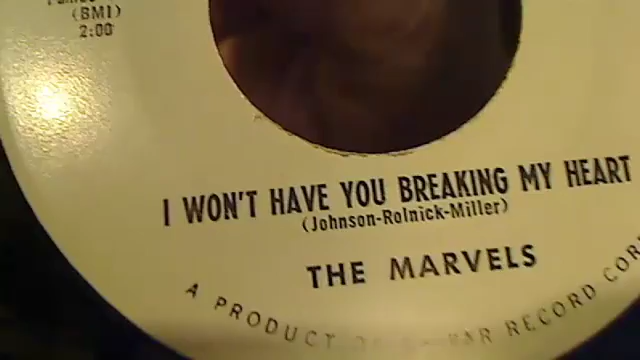 (BMI)
2:00
I WON'T HAVE YOU BREAKING MY HEART
(Johnson-Rolnick-Miller)
THE MARVELS
A PRODUCT RECORD